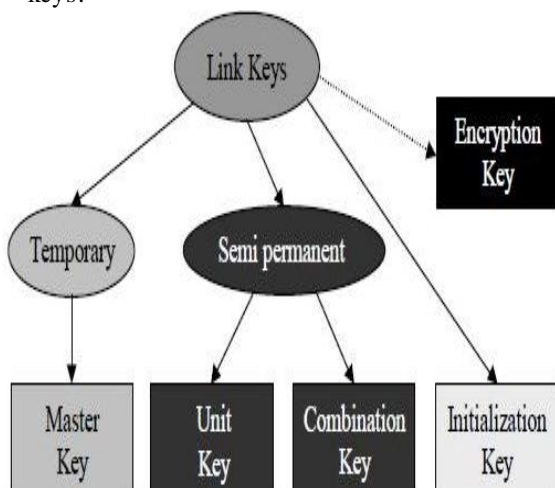 keys.
Link Keys
Encryption
Key
Temporary
Semi permanent
Master
Key
Unit
Key
Combination
Key
Initialization
Key